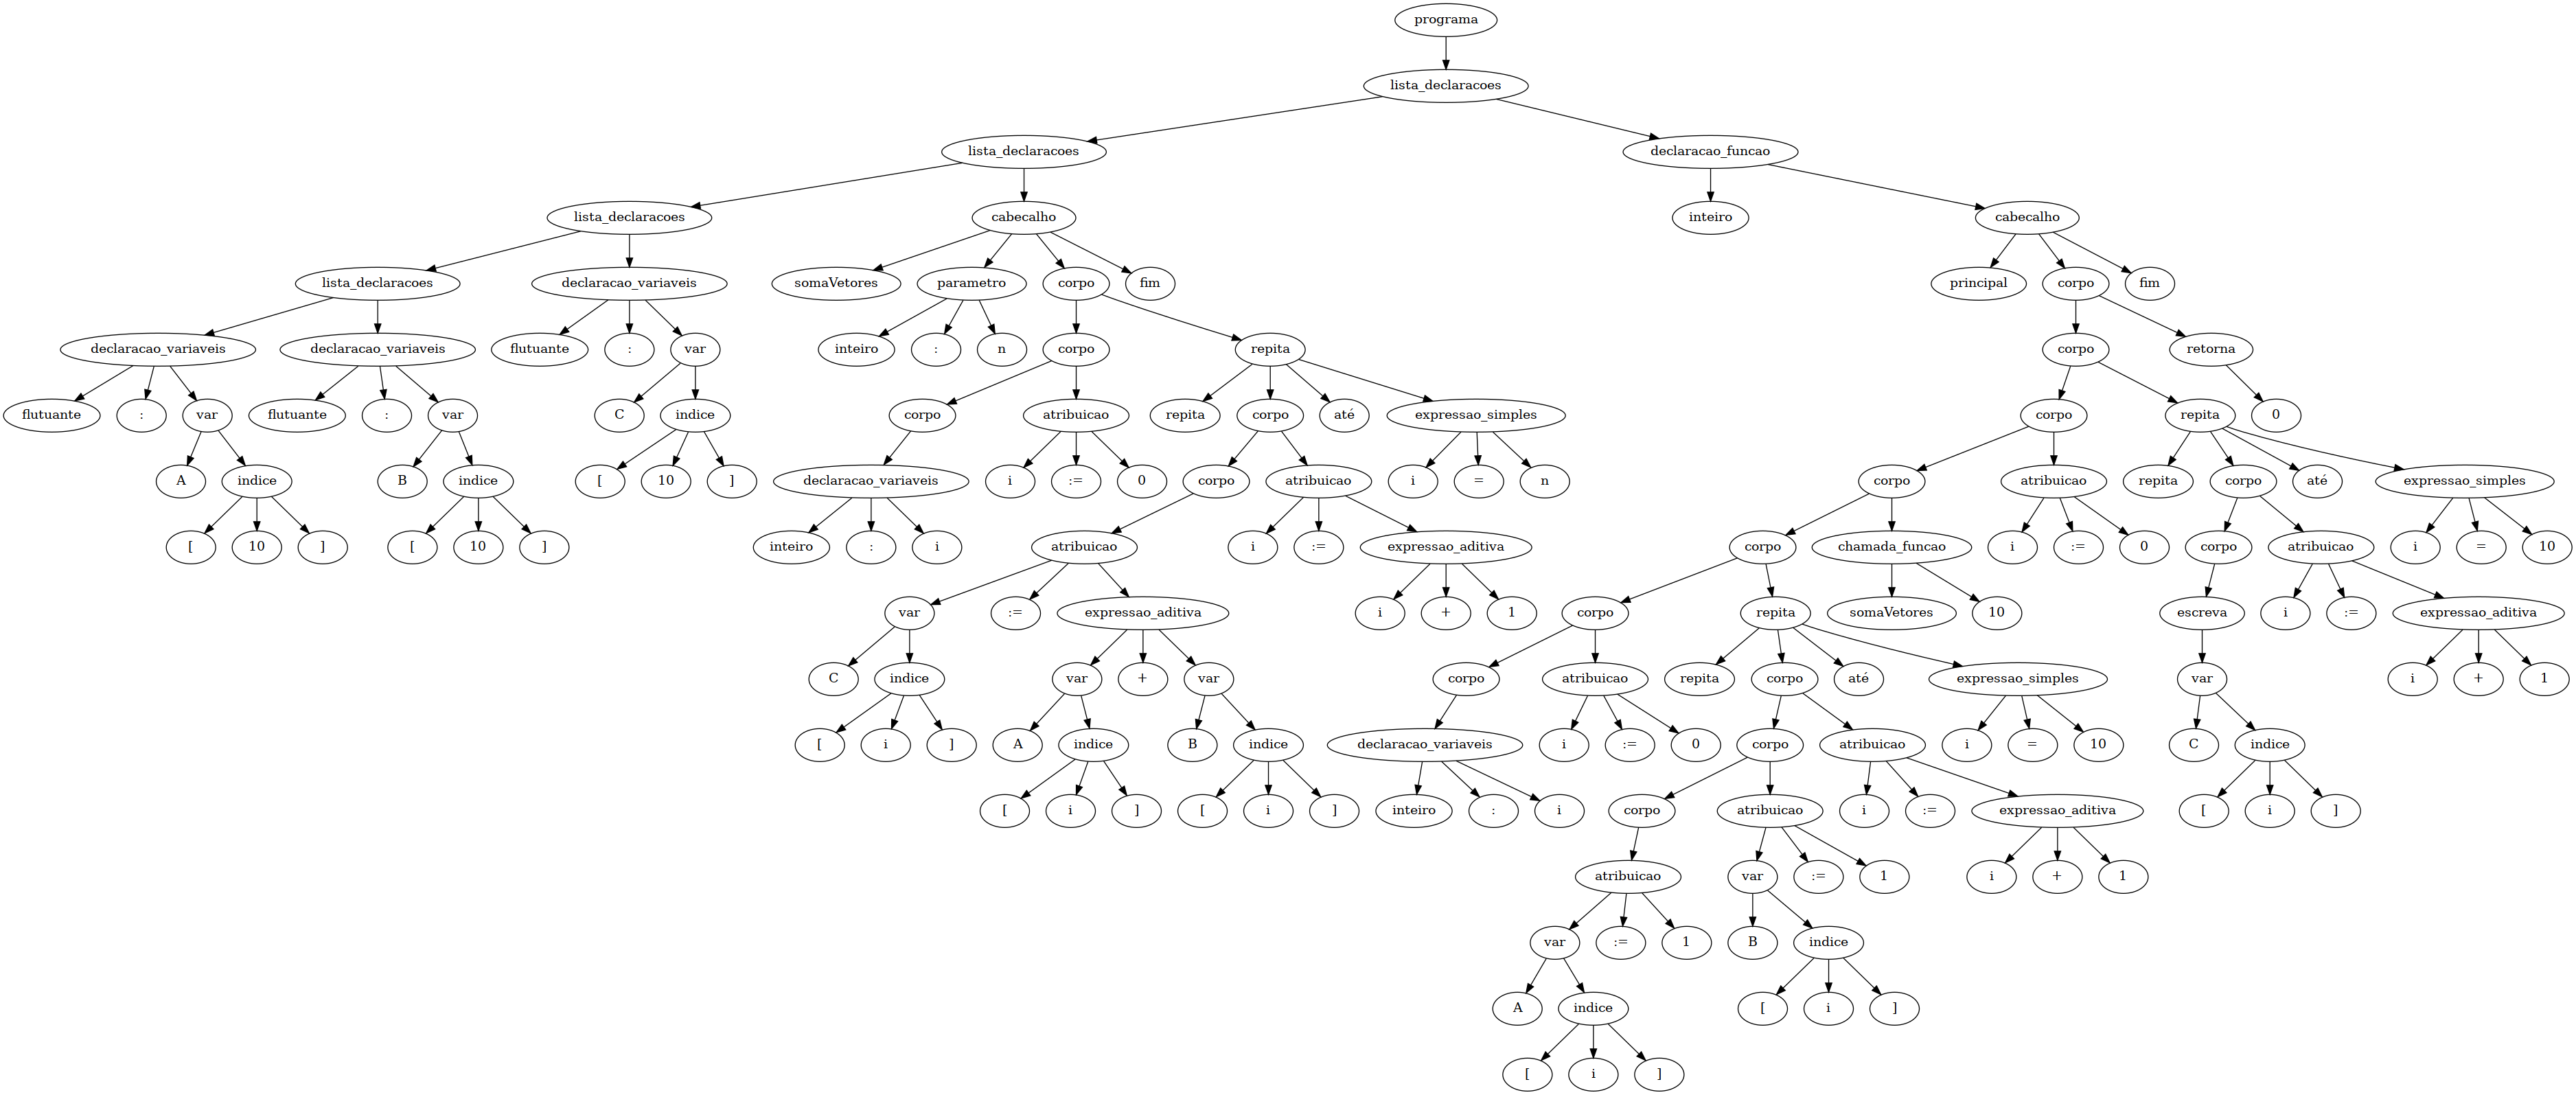 programa
lista_declaracoes
lista_declaracoes declaracao_funcao
lista_declaracoes cabecalho inteiro cabecalho
lista_declaracoes declaracao_variaveis somaVetores parametro corpo fim principal corpo fim
declaracao_variaveis declaracao_variaveis flutuante : var inteiro : n corpo repita corpo retorna
flutuante : var flutuante : var C indice corpo atribuicao repita corpo até expressao_simples corpo repita 0
A indice B indice [ 10 ] declaracao_variaveis i := 0 corpo atribuicao i = n corpo atribuicao repita corpo até expressao_simples
[ 10 ] [ 10 ] inteiro : i atribuicao i := expressao_aditiva corpo chamada_funcao i := 0 corpo atribuicao i = 10
var := expressao_aditiva i + 1 corpo repita somaVetores 10 escreva i := expressao_aditiva
C indice var + var corpo atribuicao repita corpo até expressao_simples var i + 1
[ i ] A indice B indice declaracao_variaveis i := 0 corpo atribuicao i = 10 C indice
[ i ] [ i ] inteiro : i corpo atribuicao i := expressao_aditiva [ i ]
atribuicao var := 1 i + 1
var := 1 B indice
A indice [ i ]
[ i ]